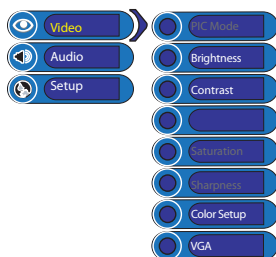 Video
Audio
Setup
PIC Mode
Brightness
Contrast
Saturation
Sharpness
Color Setup
VGA